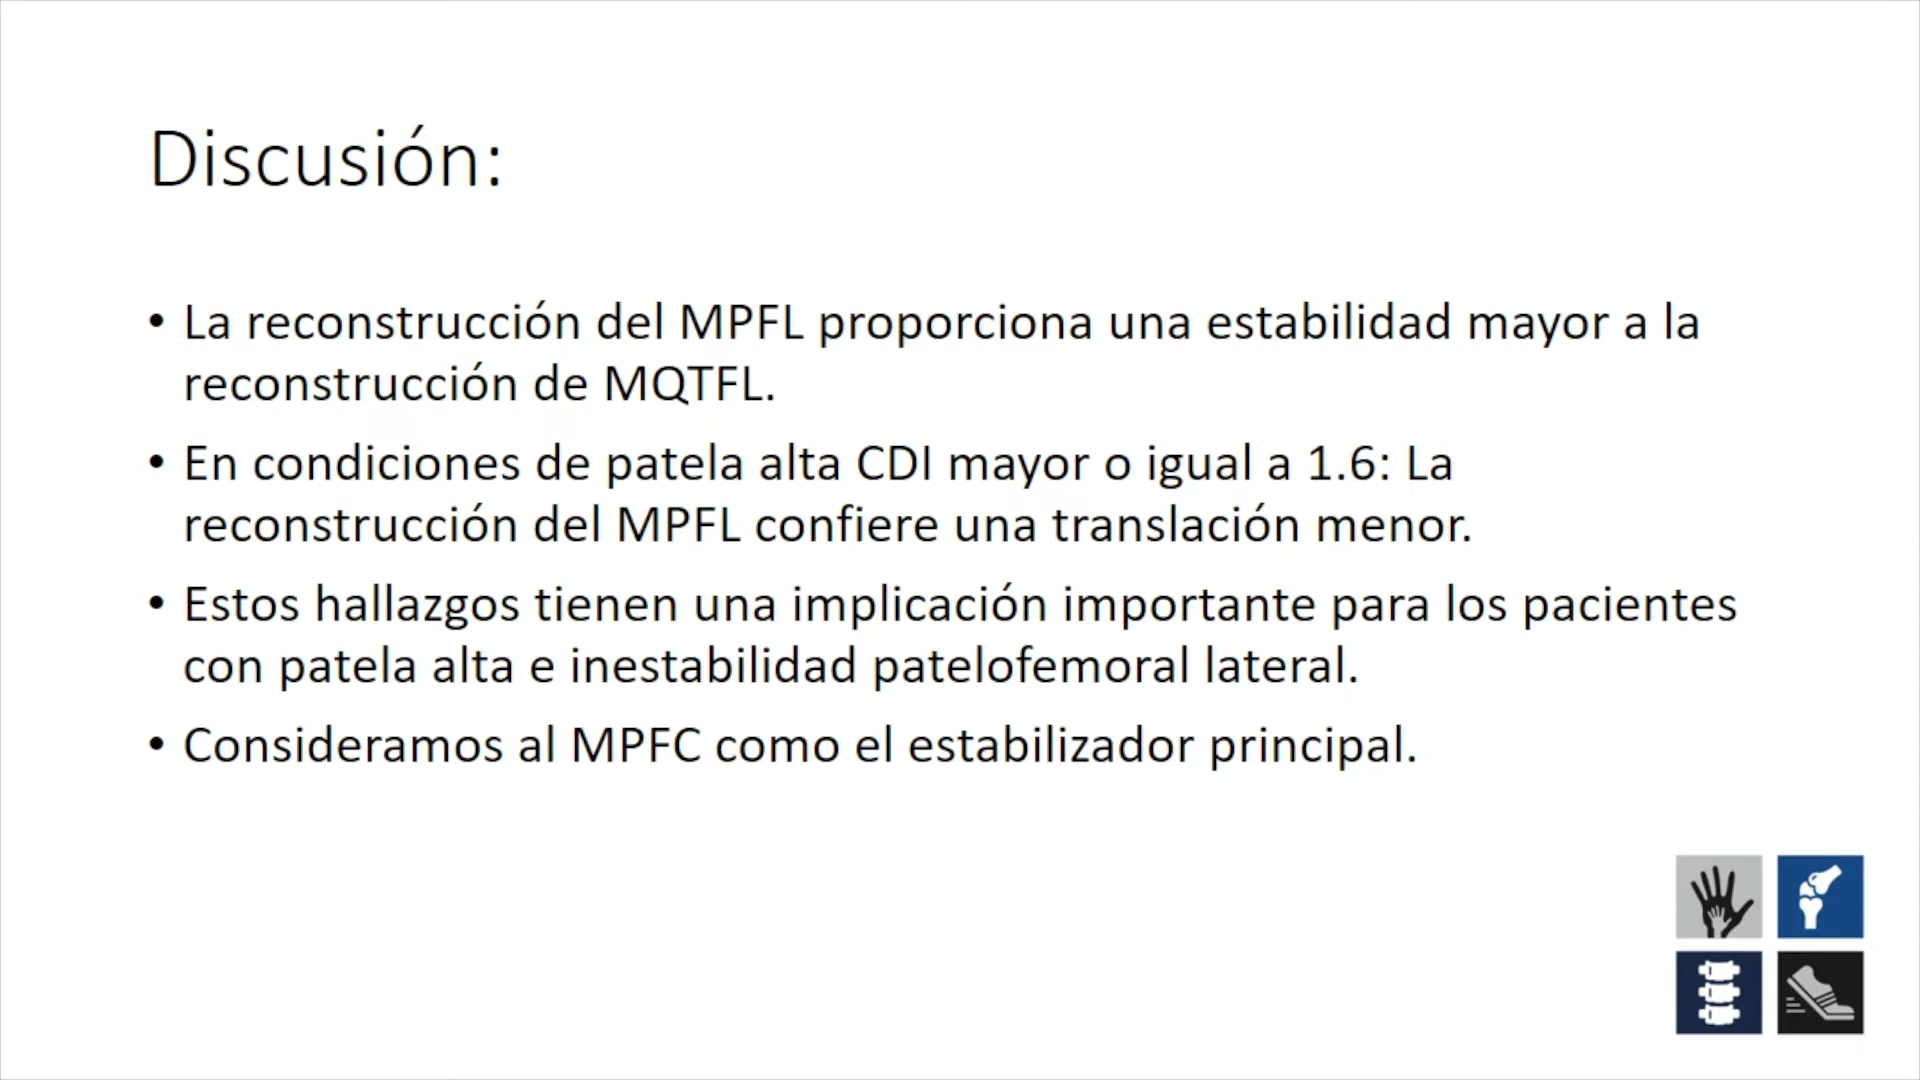 Discusión:
• La reconstrucción del MPFL proporciona una estabilidad mayor a la
reconstrucción de MQTFL.
• En condiciones de patela alta CDI mayor o igual a 1.6: La
reconstrucción del MPFL confiere una translación menor.
• Estos hallazgos tienen una implicación importante para los pacientes
con patela alta e inestabilidad patelofemoral lateral.
• Consideramos al MPFC como el estabilizador principal.